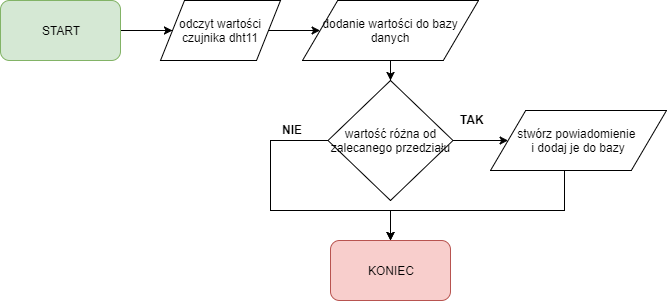 START
odczyt wartości
czujnika dht11
dodanie wartości do bazy
danych
NIE
TAK
wartość różna od
zalecanego przedziału
stwórz powiadomienie
i dodaj je do bazy
KONIEC